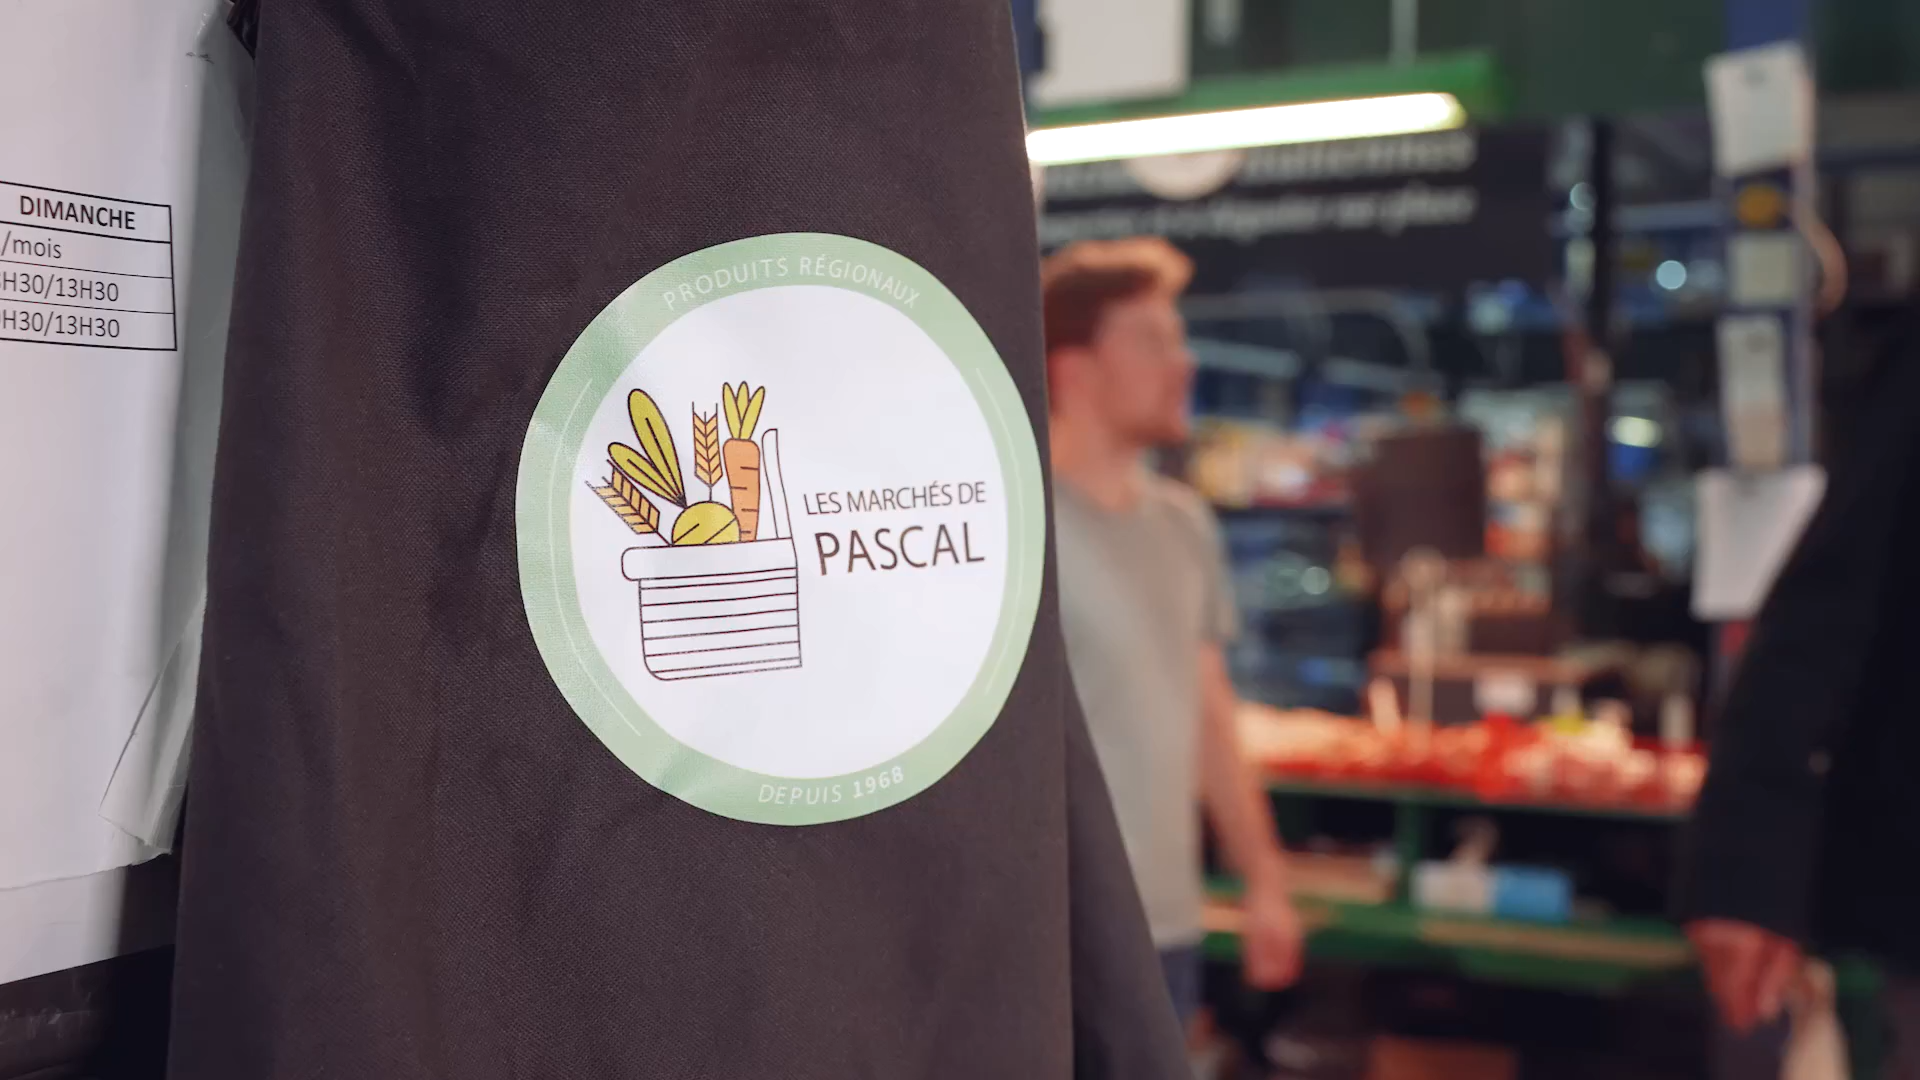 DIMANCHE
/mois
H30/13H30
H30/13H30
PRODUITS RÉGIONAUX
LES MARCHÉS DE
PASCAL
DEPUIS 1968